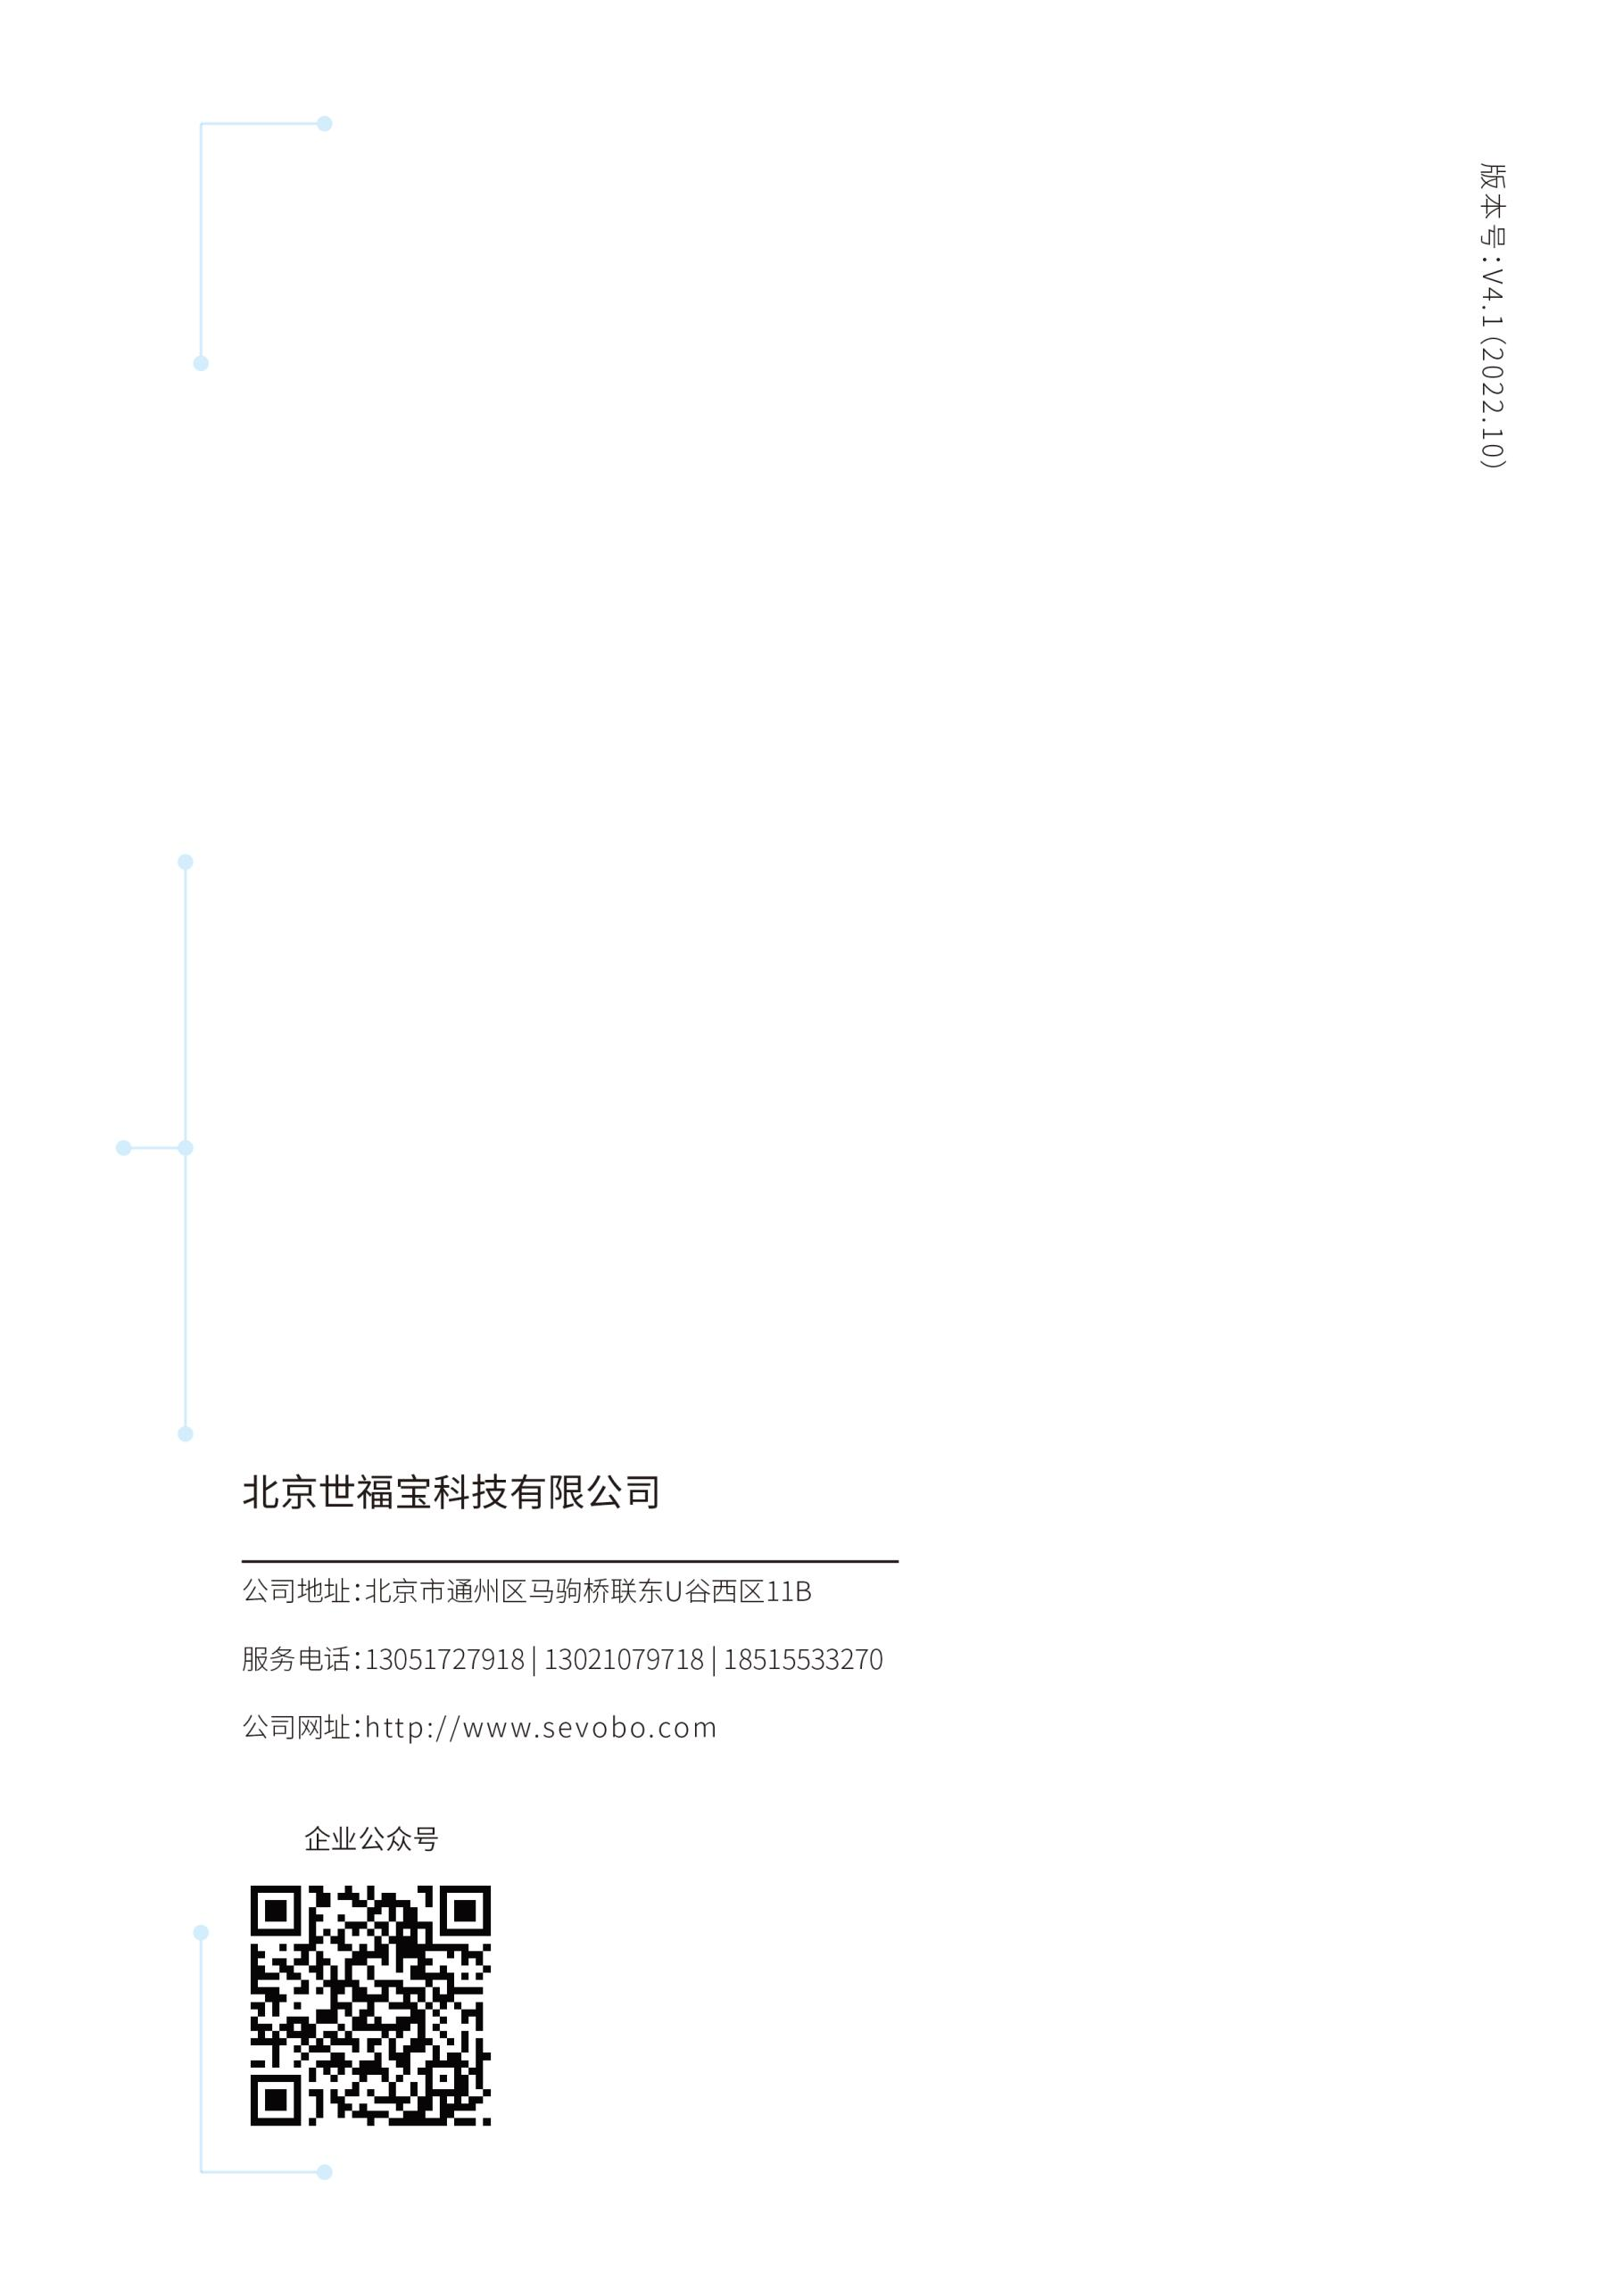 版本号：V4.1（2022.10）
北京世福宝科技有限公司
公司地址：北京市通州区马驹桥联东U谷西区11B
服务电话：13051727918 | 13021079718 | 18515533270
公司网址：http://www.sevobo.com
企业公众号